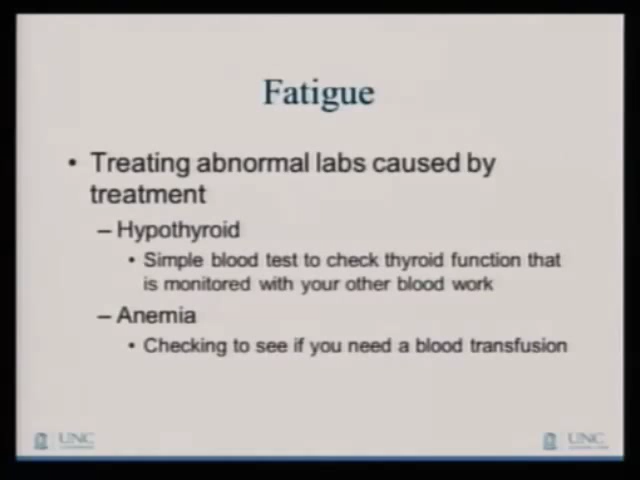 Fatigue
• Treating abnormal labs caused by
treatment
– Hypothyroid
• Simple blood test to check thyroid function that
is monitored with your other blood work
– Anemia
• Checking to see if you need a blood transfusion
UNC
UNC